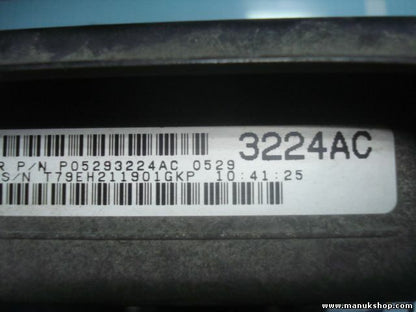 3224AC
R P/N P05293224AC 0529
S/N T79EH211901GKP 10:41:25
www.manukshop.com